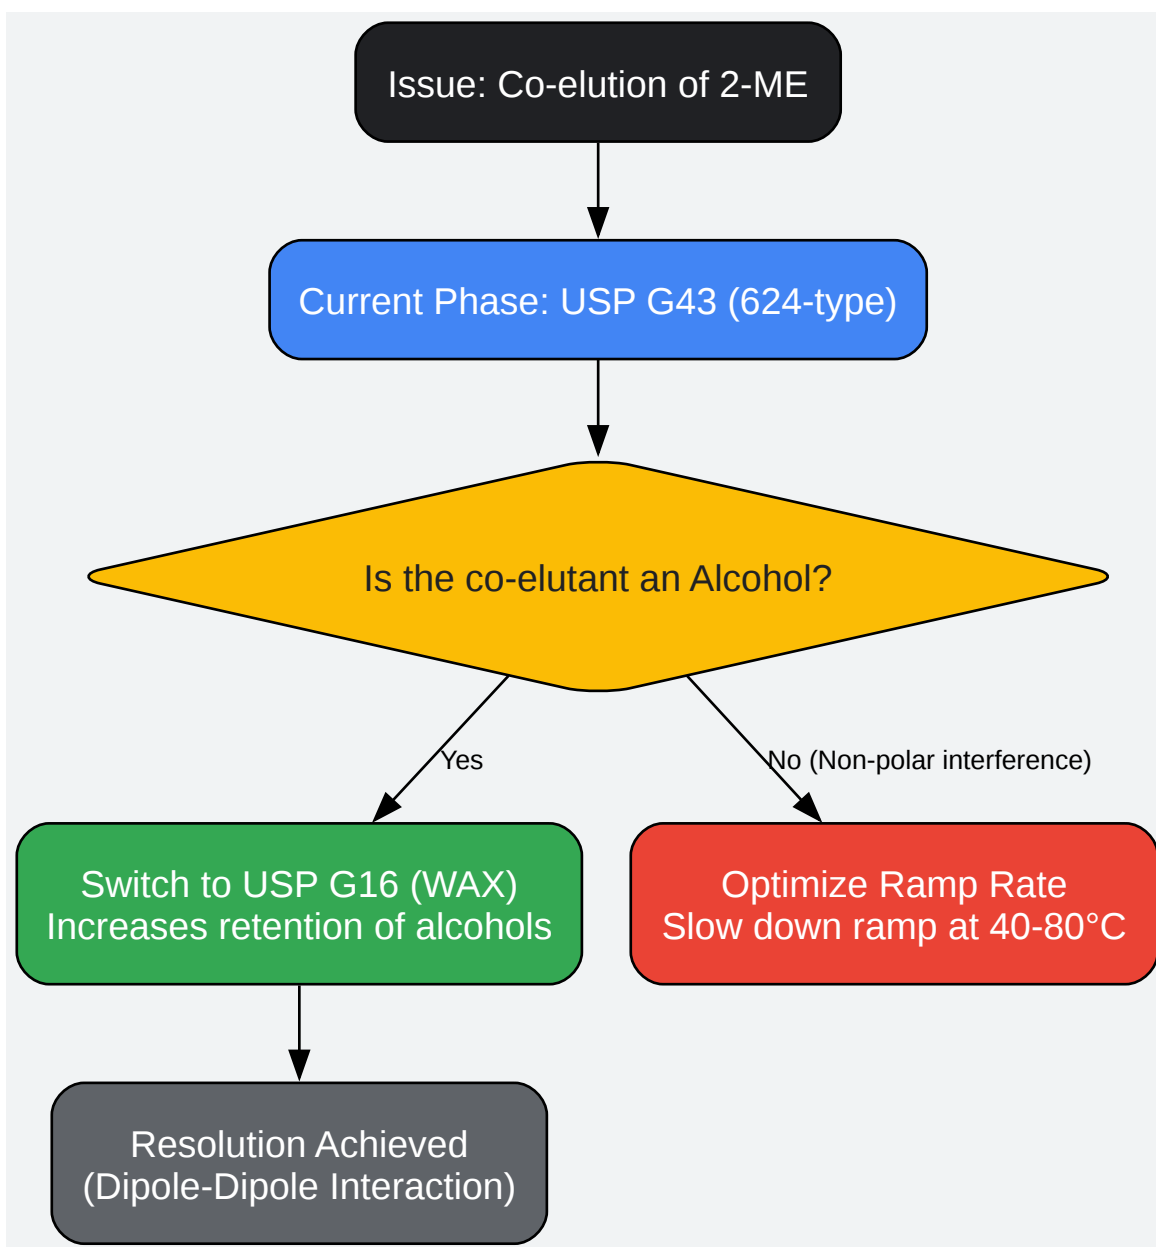 Issue: Co-elution of 2-ME
Current Phase: USP G43 (624-type)
Is the co-elutant an Alcohol?
Yes
No (Non-polar interference)
Switch to USP G16 (WAX)
Increases retention of alcohols
Optimize Ramp Rate
Slow down ramp at 40-80°C
Resolution Achieved
(Dipole-Dipole Interaction)